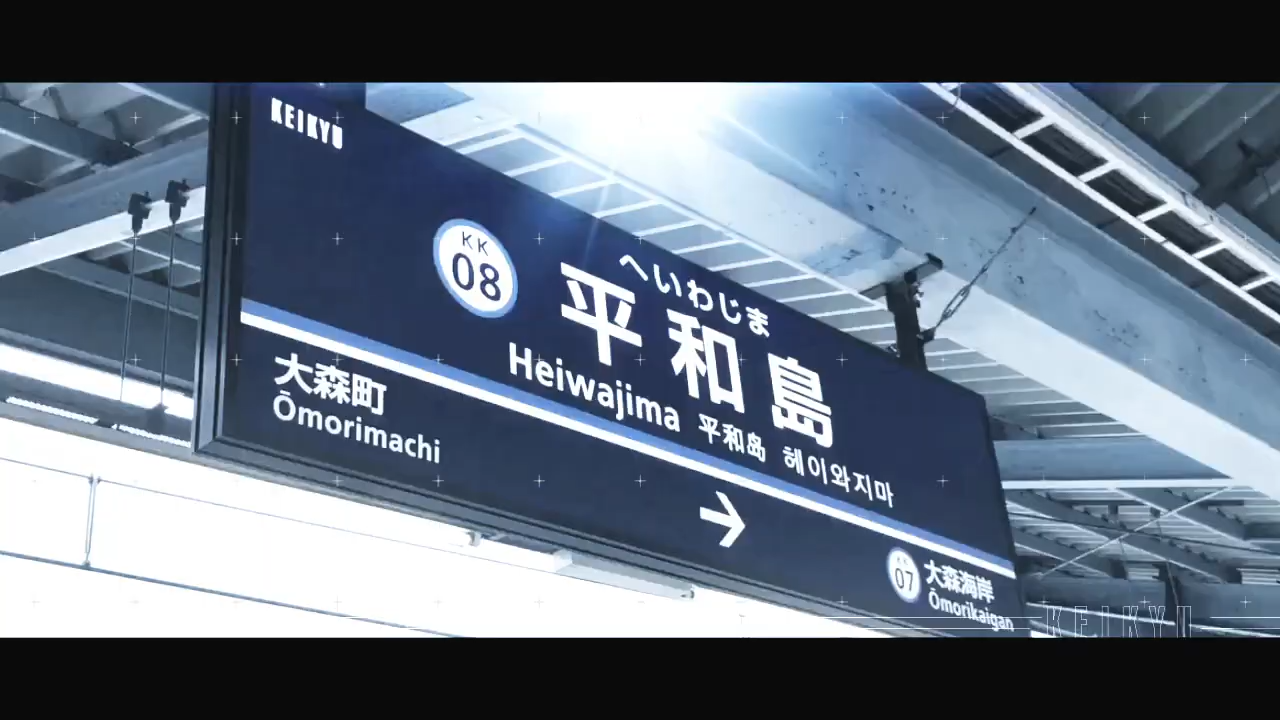 KEIKYU
KK
08
へいわじま
平和島
Heiwajima 平和岛 헤이와지마
大森町
Ōmorimachi
→
07
大森海岸
Ōmorikaigan
KEIKYU